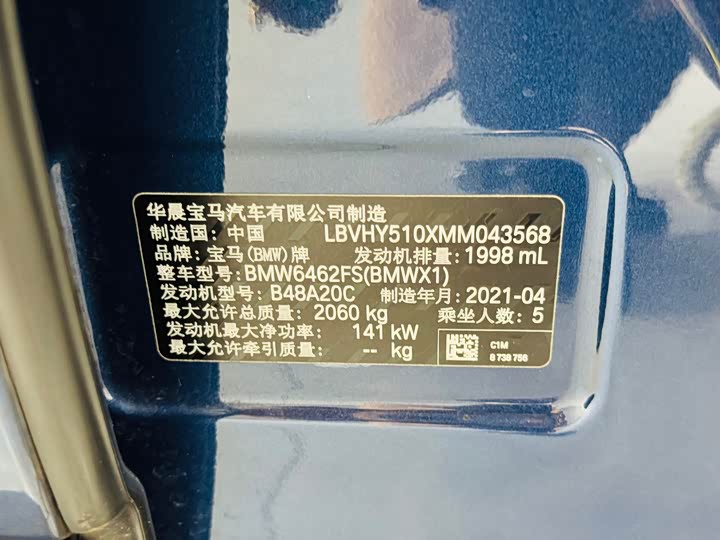 华晨宝马汽车有限公司制造
制造国: 中国 LBVHY510XMM043568
品牌: 宝马(BMW)牌 发动机排量: 1998 mL
整车型号: BMW6462FS(BMWX1)
发动机型号: B48A20C 制造年月: 2021-04
最大允许总质量: 2060 kg 乘坐人数: 5
发动机最大净功率: 141 kW
最大允许牵引质量: -- kg
C1M
8 738 756